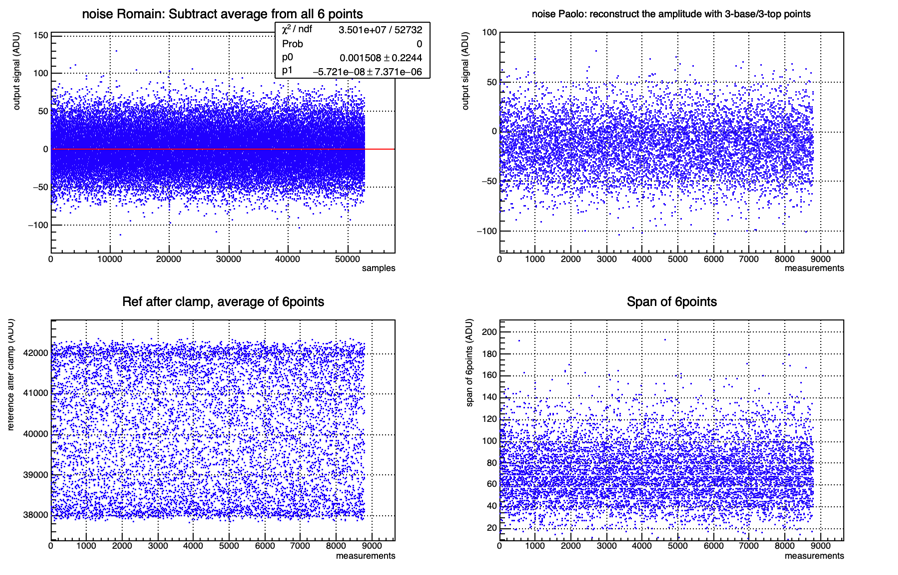 noise Romain: Subtract average from all 6 points
χ² / ndf 3.501e+07 / 52732
Prob 0
p0 0.001508 ± 0.2244
p1 −5.721e−08 ± 7.371e−06
output signal (ADU)
150
100
50
0
−50
−100
0 10000 20000 30000 40000 50000
samples
noise Paolo: reconstruct the amplitude with 3-base/3-top points
output signal (ADU)
100
50
0
−50
−100
0 1000 2000 3000 4000 5000 6000 7000 8000 9000
measurements
Ref after clamp, average of 6points
reference after clamp (ADU)
42000
41000
40000
39000
38000
0 1000 2000 3000 4000 5000 6000 7000 8000 9000
measurements
Span of 6points
span of 6points (ADU)
200
180
160
140
120
100
80
60
40
20
0 1000 2000 3000 4000 5000 6000 7000 8000 9000
measurements